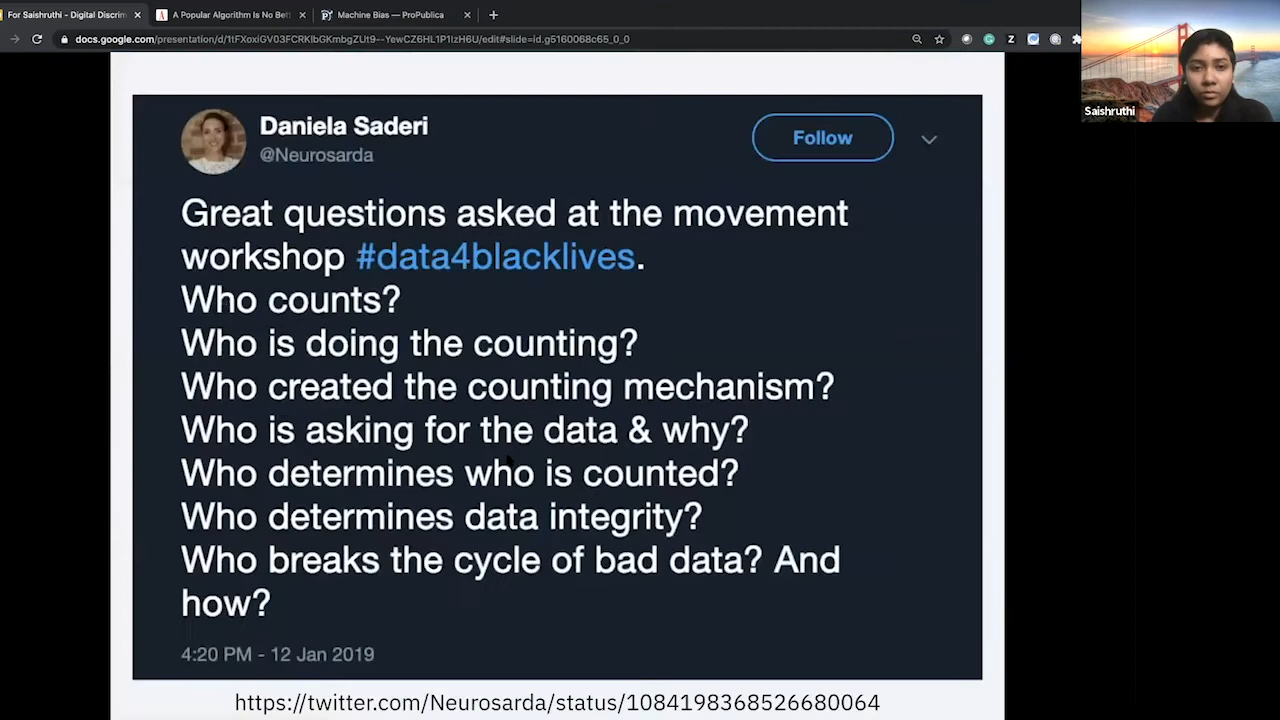 For Saishruthi - Digital Discrim
A Popular Algorithm Is No Bet
Machine Bias — ProPublica
docs.google.com/presentation/d/1tFXoxiGV03FCRKIbGKmbgZUt9--YewCZ6HL1P1IzH6U/edit#slide=id.g5160068c65_0_0
Saishruthi
Daniela Saderi
@Neurosarda
Follow
Great questions asked at the movement
workshop #data4blacklives.
Who counts?
Who is doing the counting?
Who created the counting mechanism?
Who is asking for the data & why?
Who determines who is counted?
Who determines data integrity?
Who breaks the cycle of bad data? And
how?
4:20 PM - 12 Jan 2019
https://twitter.com/Neurosarda/status/1084198368526680064